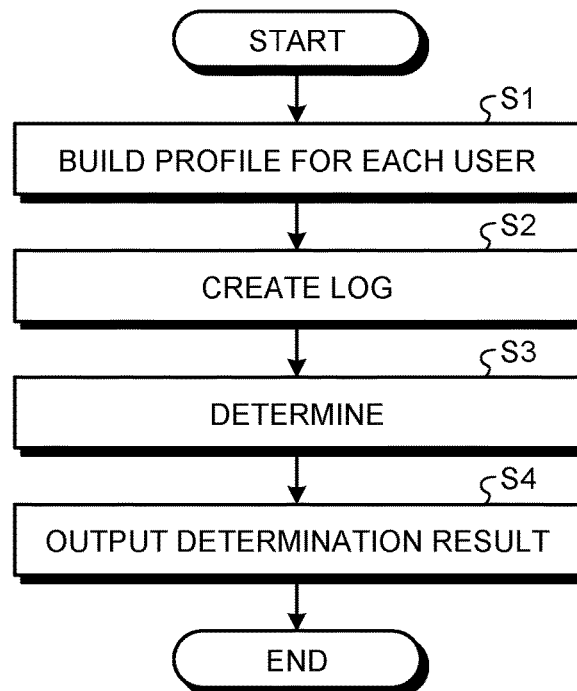 START
S1
BUILD PROFILE FOR EACH USER
S2
CREATE LOG
S3
DETERMINE
S4
OUTPUT DETERMINATION RESULT
END